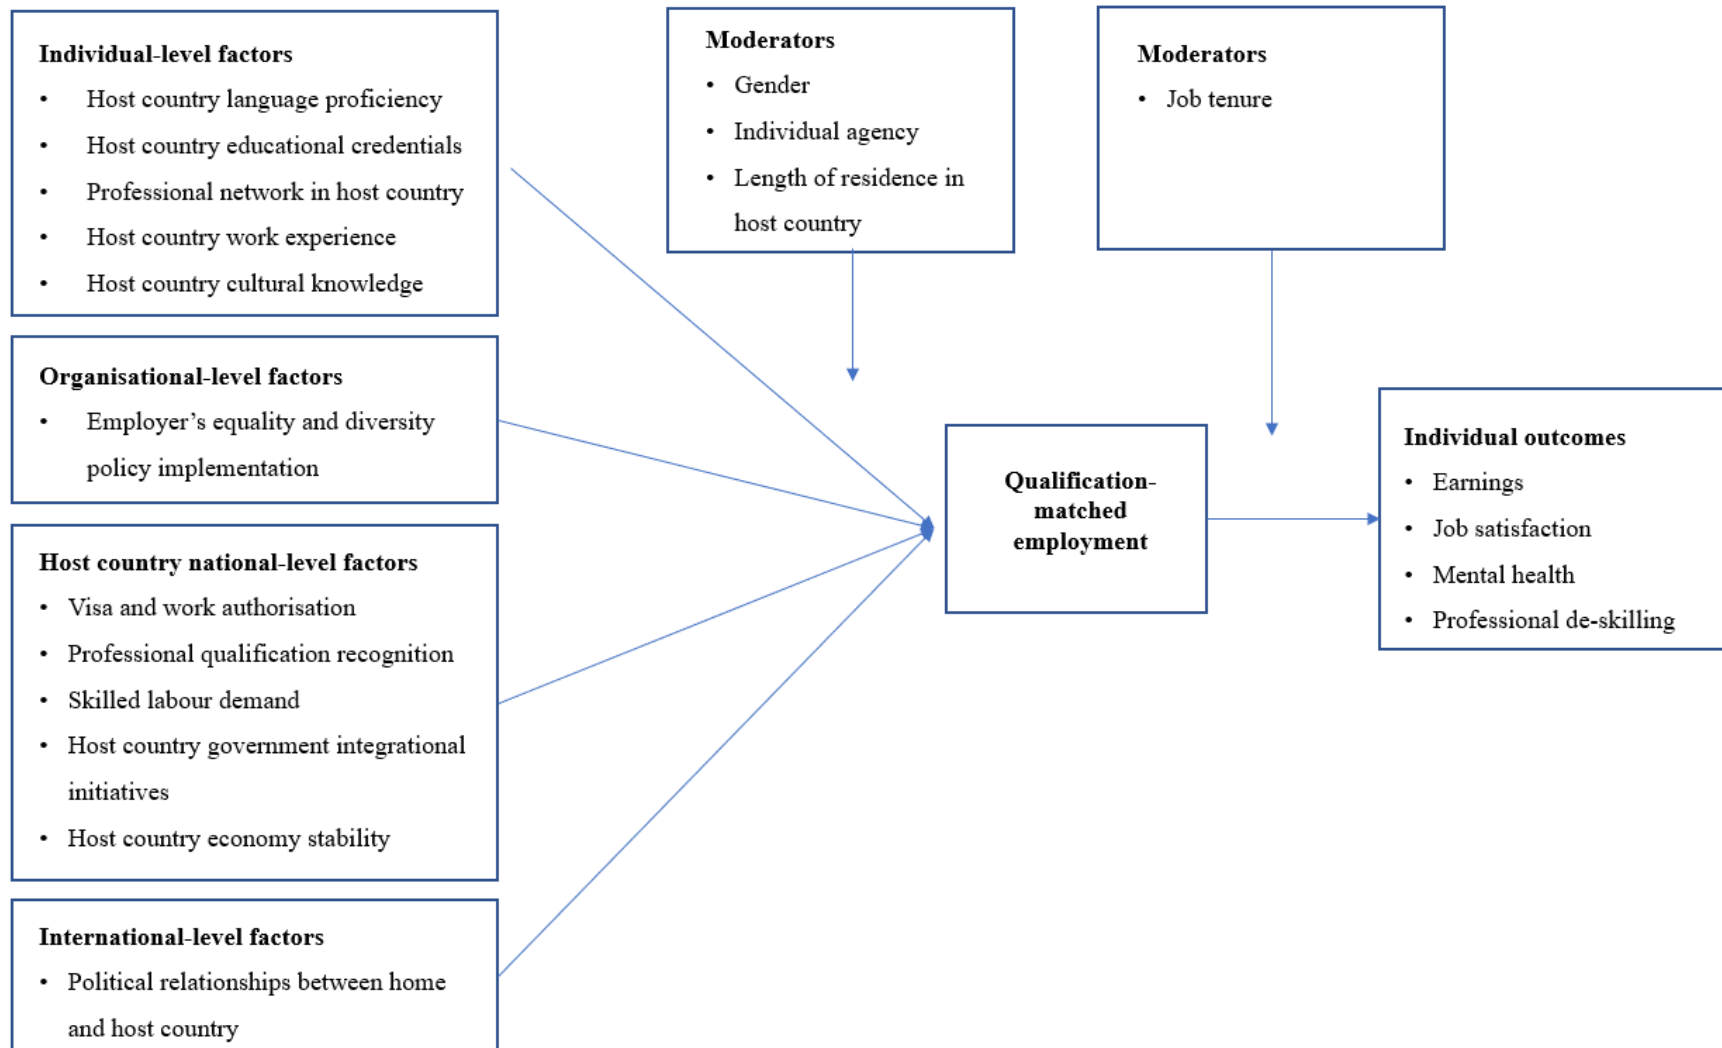 Individual-level factors
• Host country language proficiency
• Host country educational credentials
• Professional network in host country
• Host country work experience
• Host country cultural knowledge
Organisational-level factors
• Employer’s equality and diversity
policy implementation
Host country national-level factors
• Visa and work authorisation
• Professional qualification recognition
• Skilled labour demand
• Host country government integrational
initiatives
• Host country economy stability
International-level factors
• Political relationships between home
and host country
Moderators
• Gender
• Individual agency
• Length of residence in
host country
Moderators
• Job tenure
Qualification-
matched
employment
Individual outcomes
• Earnings
• Job satisfaction
• Mental health
• Professional de-skilling